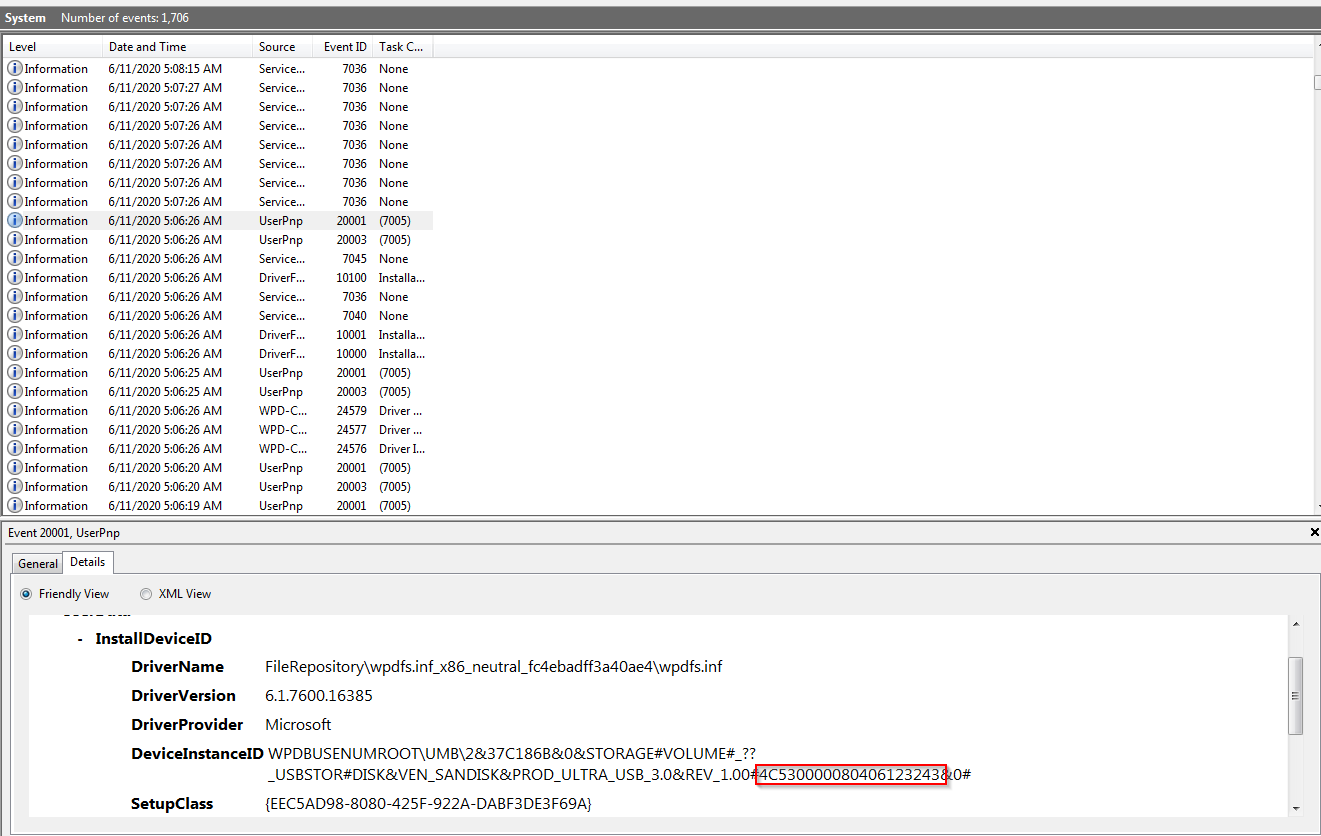 System Number of events: 1,706
Level Date and Time Source Event ID Task C...
Information 6/11/2020 5:08:15 AM Service... 7036 None
Information 6/11/2020 5:07:27 AM Service... 7036 None
Information 6/11/2020 5:07:26 AM Service... 7036 None
Information 6/11/2020 5:07:26 AM Service... 7036 None
Information 6/11/2020 5:07:26 AM Service... 7036 None
Information 6/11/2020 5:07:26 AM Service... 7036 None
Information 6/11/2020 5:07:26 AM Service... 7036 None
Information 6/11/2020 5:07:26 AM Service... 7036 None
Information 6/11/2020 5:06:26 AM UserPnp 20001 (7005)
Information 6/11/2020 5:06:26 AM UserPnp 20003 (7005)
Information 6/11/2020 5:06:26 AM Service... 7045 None
Information 6/11/2020 5:06:26 AM DriverF... 10100 Installa...
Information 6/11/2020 5:06:26 AM Service... 7036 None
Information 6/11/2020 5:06:26 AM Service... 7040 None
Information 6/11/2020 5:06:26 AM DriverF... 10001 Installa...
Information 6/11/2020 5:06:26 AM DriverF... 10000 Installa...
Information 6/11/2020 5:06:25 AM UserPnp 20001 (7005)
Information 6/11/2020 5:06:25 AM UserPnp 20003 (7005)
Information 6/11/2020 5:06:26 AM WPD-C... 24579 Driver ...
Information 6/11/2020 5:06:26 AM WPD-C... 24577 Driver ...
Information 6/11/2020 5:06:26 AM WPD-C... 24576 Driver I...
Information 6/11/2020 5:06:20 AM UserPnp 20001 (7005)
Information 6/11/2020 5:06:20 AM UserPnp 20003 (7005)
Information 6/11/2020 5:06:19 AM UserPnp 20001 (7005)
Event 20001, UserPnp
General Details
Friendly View XML View
- InstallDeviceID
DriverName FileRepository\wpdfs.inf_x86_neutral_fc4ebadff3a40ae4\wpdfs.inf
DriverVersion 6.1.7600.16385
DriverProvider Microsoft
DeviceInstanceID WPDBUSENUMROOT\UMB\2&37C186B&0&STORAGE#VOLUME#_??
_USBSTOR#DISK&VEN_SANDISK&PROD_ULTRA_USB_3.0&REV_1.00#4C530000080406123243&0#
SetupClass {EEC5AD98-8080-425F-922A-DABF3DE3F69A}